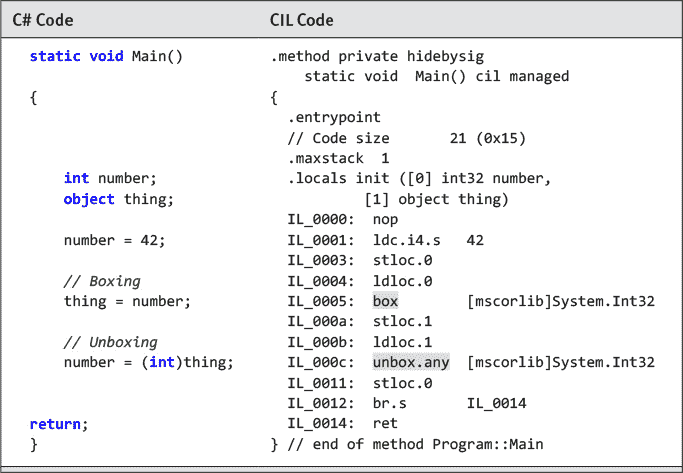 C# Code CIL Code
static void Main() .method private hidebysig
static void Main() cil managed
{ {
.entrypoint
// Code size 21 (0x15)
.maxstack 1
int number; .locals init ([0] int32 number,
object thing; [1] object thing)
IL_0000: nop
number = 42; IL_0001: ldc.i4.s 42
IL_0003: stloc.0
// Boxing IL_0004: ldloc.0
thing = number; IL_0005: box [mscorlib]System.Int32
IL_000a: stloc.1
// Unboxing IL_000b: ldloc.1
number = (int)thing; IL_000c: unbox.any [mscorlib]System.Int32
IL_0011: stloc.0
IL_0012: br.s IL_0014
return; IL_0014: ret
} } // end of method Program::Main